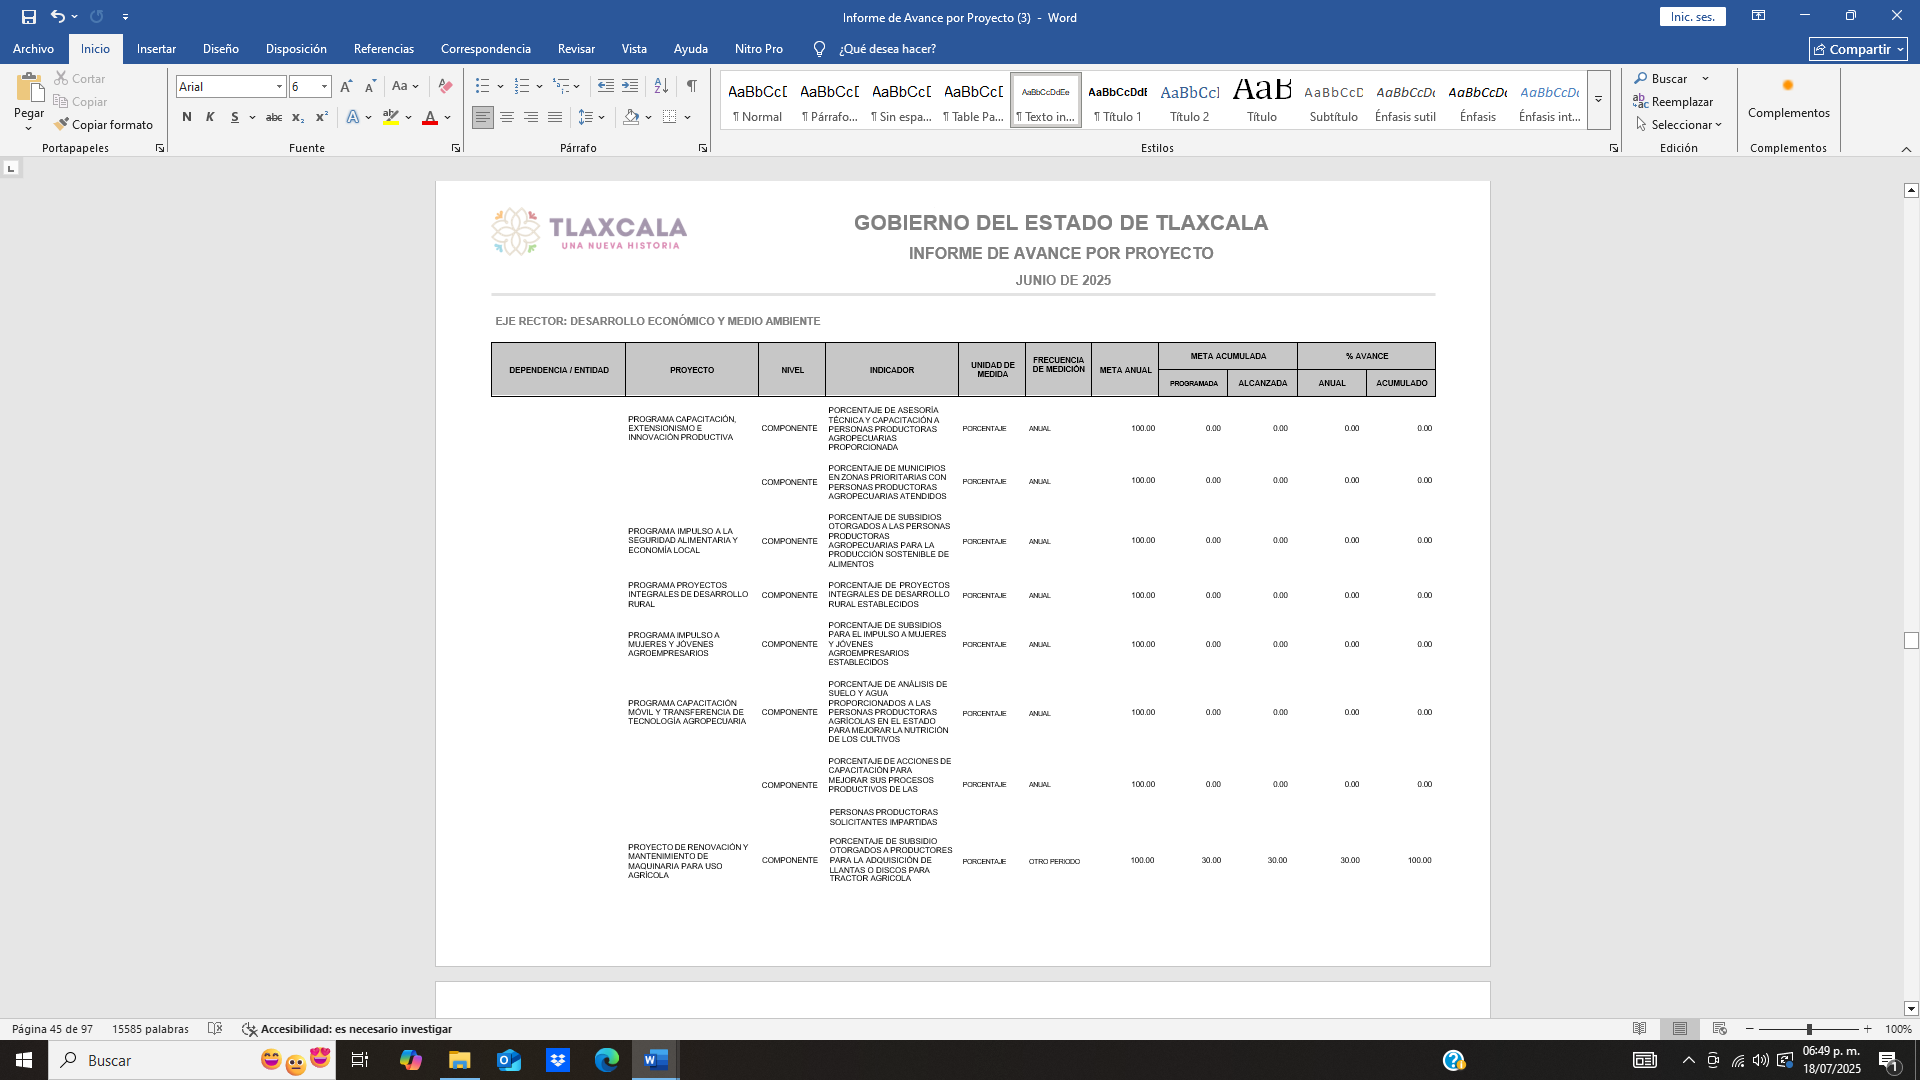 Informe de Avance por Proyecto (3) - Word
Inic. ses.
Archivo Inicio Insertar Diseño Disposición Referencias Correspondencia Revisar Vista Ayuda Nitro Pro ¿Qué desea hacer? Compartir
Pegar
Cortar
Copiar
Copiar formato
Portapapeles
Arial 6
Fuente
Párrafo
AaBbCcDdEe
¶ Normal ¶ Párrafo... ¶ Sin espa... ¶ Table Pa... ¶ Texto in... ¶ Título 1 Título 2 Título Subtítulo Énfasis sutil Énfasis Énfasis int...
Estilos
Buscar
Reemplazar
Seleccionar
Edición
Complementos
Complementos
TLAXCALA
UNA NUEVA HISTORIA
GOBIERNO DEL ESTADO DE TLAXCALA
INFORME DE AVANCE POR PROYECTO
JUNIO DE 2025
EJE RECTOR: DESARROLLO ECONÓMICO Y MEDIO AMBIENTE
DEPENDENCIA / ENTIDAD
PROYECTO
NIVEL
INDICADOR
UNIDAD DE
MEDIDA
FRECUENCIA
DE MEDICIÓN
META ANUAL
META ACUMULADA
PROGRAMADA ALCANZADA
% AVANCE
ANUAL ACUMULADO
PROGRAMA CAPACITACIÓN,
EXTENSIONISMO E
INNOVACIÓN PRODUCTIVA
COMPONENTE
PORCENTAJE DE ASESORÍA
TÉCNICA Y CAPACITACIÓN A
PERSONAS PRODUCTORAS
AGROPECUARIAS
PROPORCIONADA
PORCENTAJE ANUAL 100.00 0.00 0.00 0.00 0.00
COMPONENTE
PORCENTAJE DE MUNICIPIOS
EN ZONAS PRIORITARIAS CON
PERSONAS PRODUCTORAS
AGROPECUARIAS ATENDIDOS
PORCENTAJE ANUAL 100.00 0.00 0.00 0.00 0.00
PROGRAMA IMPULSO A LA
SEGURIDAD ALIMENTARIA Y
ECONOMÍA LOCAL
COMPONENTE
PORCENTAJE DE SUBSIDIOS
OTORGADOS A LAS PERSONAS
PRODUCTORAS
AGROPECUARIAS PARA LA
PRODUCCIÓN SOSTENIBLE DE
ALIMENTOS
PORCENTAJE ANUAL 100.00 0.00 0.00 0.00 0.00
PROGRAMA PROYECTOS
INTEGRALES DE DESARROLLO
RURAL
COMPONENTE
PORCENTAJE DE PROYECTOS
INTEGRALES DE DESARROLLO
RURAL ESTABLECIDOS
PORCENTAJE ANUAL 100.00 0.00 0.00 0.00 0.00
PROGRAMA IMPULSO A
MUJERES Y JÓVENES
AGROEMPRESARIOS
COMPONENTE
PORCENTAJE DE SUBSIDIOS
PARA EL IMPULSO A MUJERES
Y JÓVENES
AGROEMPRESARIOS
ESTABLECIDOS
PORCENTAJE ANUAL 100.00 0.00 0.00 0.00 0.00
PROGRAMA CAPACITACIÓN
MÓVIL Y TRANSFERENCIA DE
TECNOLOGÍA AGROPECUARIA
COMPONENTE
PORCENTAJE DE ANÁLISIS DE
SUELO Y AGUA
PROPORCIONADOS A LAS
PERSONAS PRODUCTORAS
AGRÍCOLAS EN EL ESTADO
PARA MEJORAR LA NUTRICIÓN
DE LOS CULTIVOS
PORCENTAJE ANUAL 100.00 0.00 0.00 0.00 0.00
COMPONENTE
PORCENTAJE DE ACCIONES DE
CAPACITACIÓN PARA
MEJORAR SUS PROCESOS
PRODUCTIVOS DE LAS
PERSONAS PRODUCTORAS
SOLICITANTES IMPARTIDAS
PORCENTAJE ANUAL 100.00 0.00 0.00 0.00 0.00
PROYECTO DE RENOVACIÓN Y
MANTENIMIENTO DE
MAQUINARIA PARA USO
AGRÍCOLA
COMPONENTE
PORCENTAJE DE SUBSIDIO
OTORGADOS A PRODUCTORES
PARA LA ADQUISICIÓN DE
LLANTAS O DISCOS PARA
TRACTOR AGRICOLA
PORCENTAJE OTRO PERIODO 100.00 30.00 30.00 30.00 100.00
Página 45 de 97 15585 palabras Accesibilidad: es necesario investigar 100%
Buscar
06:49 p. m.
18/07/2025
1